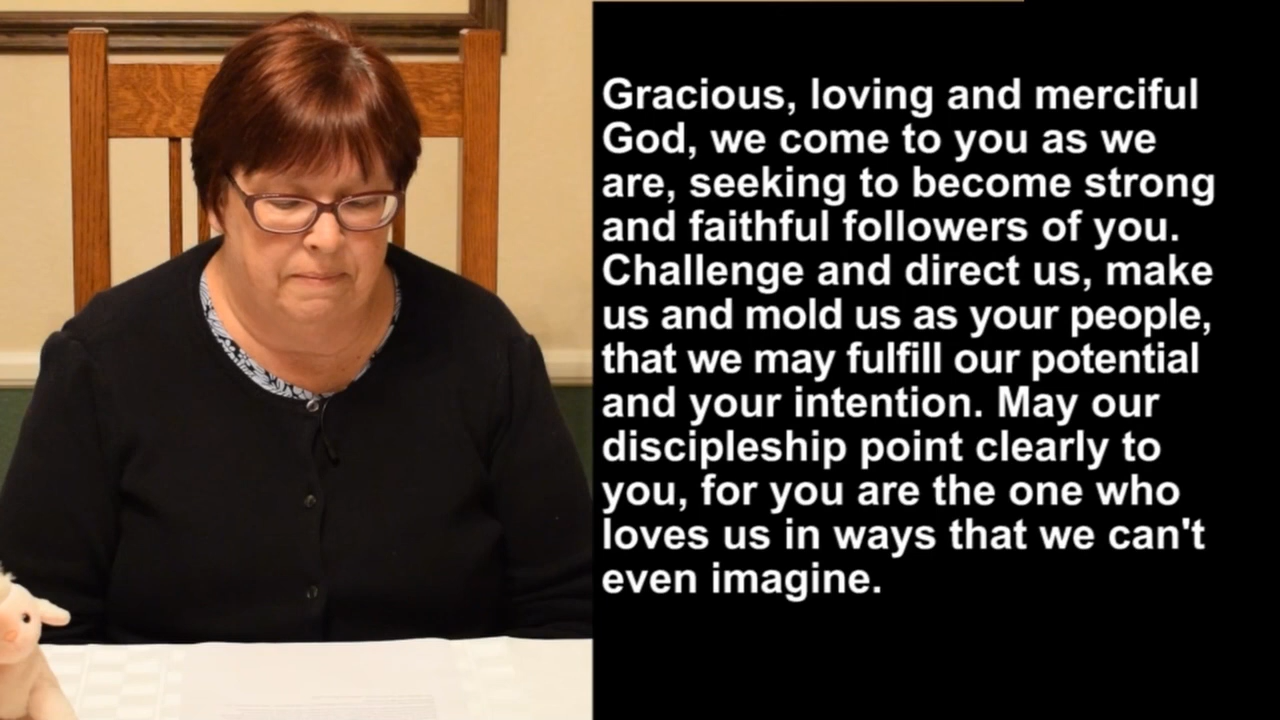 Gracious, loving and merciful
God, we come to you as we
are, seeking to become strong
and faithful followers of you.
Challenge and direct us, make
us and mold us as your people,
that we may fulfill our potential
and your intention. May our
discipleship point clearly to
you, for you are the one who
loves us in ways that we can't
even imagine.